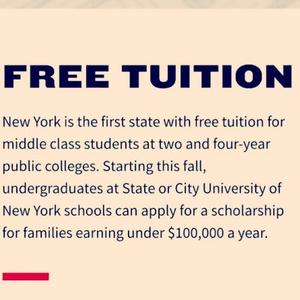 FREE TUITION
New York is the first state with free tuition for
middle class students at two and four-year
public colleges. Starting this fall,
undergraduates at State or City University of
New York schools can apply for a scholarship
for families earning under $100,000 a year.